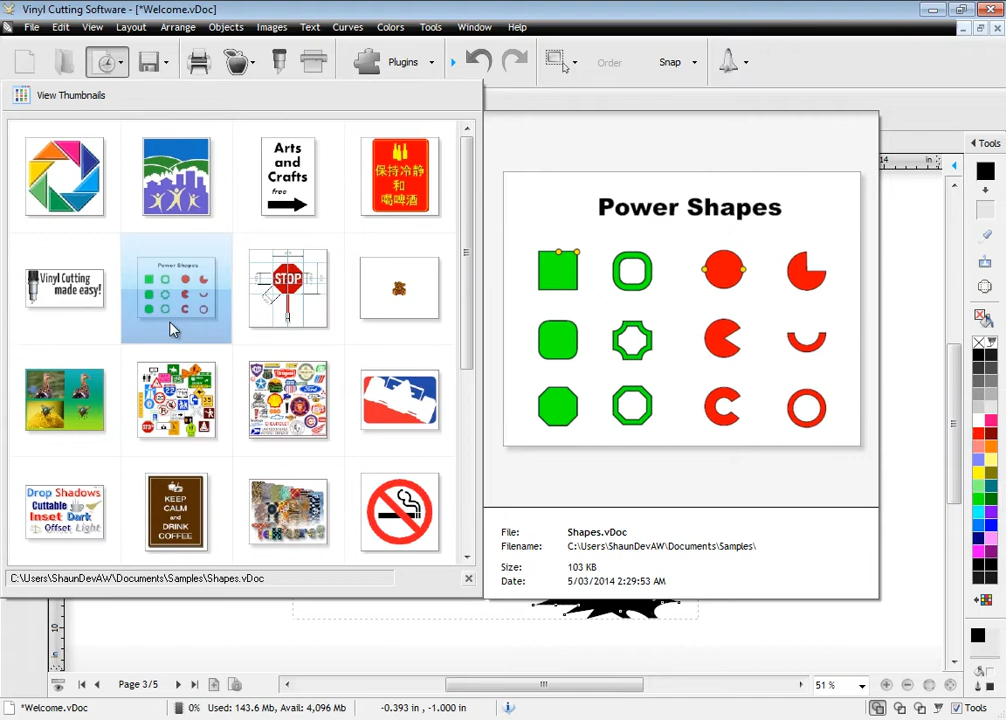 Vinyl Cutting Software - [*Welcome.vDoc]
File Edit View Layout Arrange Objects Images Text Curves Colors Tools Window Help
Plugins Order Snap
View Thumbnails
14 in
Tools
Arts
and
Crafts
free
保持冷静
和
喝啤酒
Power Shapes
Vinyl Cutting
made easy!
Power Shapes
STOP
Drop Shadows
Cuttable
Inset Dark
Offset Light
KEEP
CALM
and
DRINK
COFFEE
File: Shapes.vDoc
Filename: C:\Users\ShaunDevAW\Documents\Samples\
Size: 103 KB
Date: 5/03/2014 2:29:53 AM
C:\Users\ShaunDevAW\Documents\Samples\Shapes.vDoc
10
Page 3/5
51 %
*Welcome.vDoc 0% Used: 143.6 Mb, Avail: 4,096 Mb -0.393 in , -1.000 in Tools